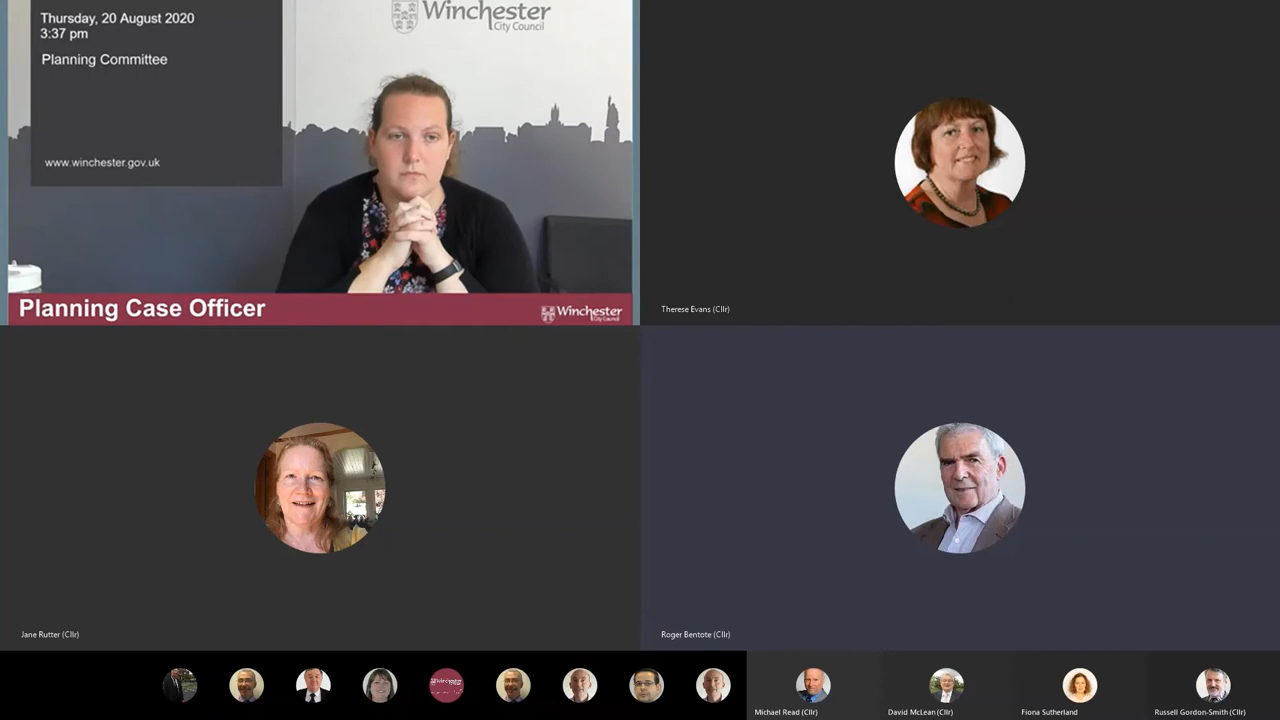 Thursday, 20 August 2020
3:37 pm
Planning Committee
www.winchester.gov.uk
Winchester
City Council
Planning Case Officer
Winchester
City Council
Therese Evans (Cllr)
Jane Rutter (Cllr)
Roger Bentote (Cllr)
Winchester
Michael Read (Cllr)
David McLean (Cllr)
Fiona Sutherland
Russell Gordon-Smith (Cllr)